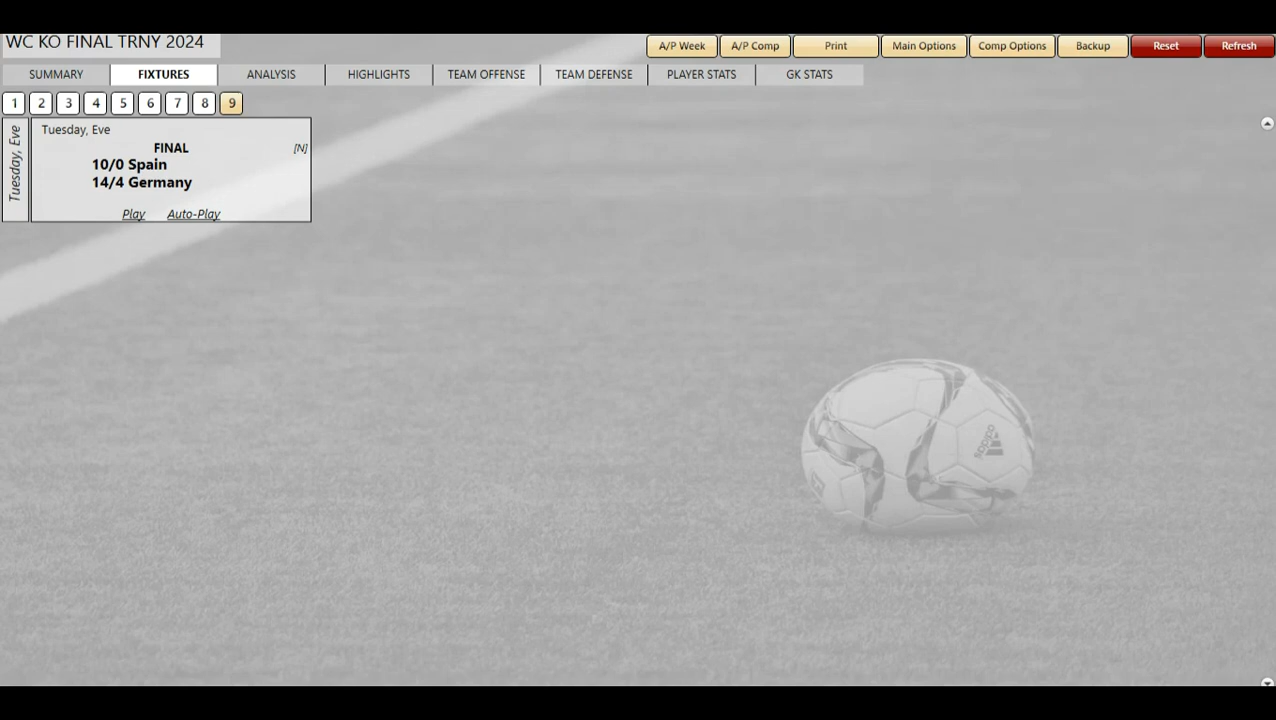 WC KO FINAL TRNY 2024
A/P Week A/P Comp Print Main Options Comp Options Backup Reset Refresh
SUMMARY FIXTURES ANALYSIS HIGHLIGHTS TEAM OFFENSE TEAM DEFENSE PLAYER STATS GK STATS
1 2 3 4 5 6 7 8 9
Tuesday, Eve
Tuesday, Eve
FINAL [N]
10/0 Spain
14/4 Germany
Play Auto-Play
adidas